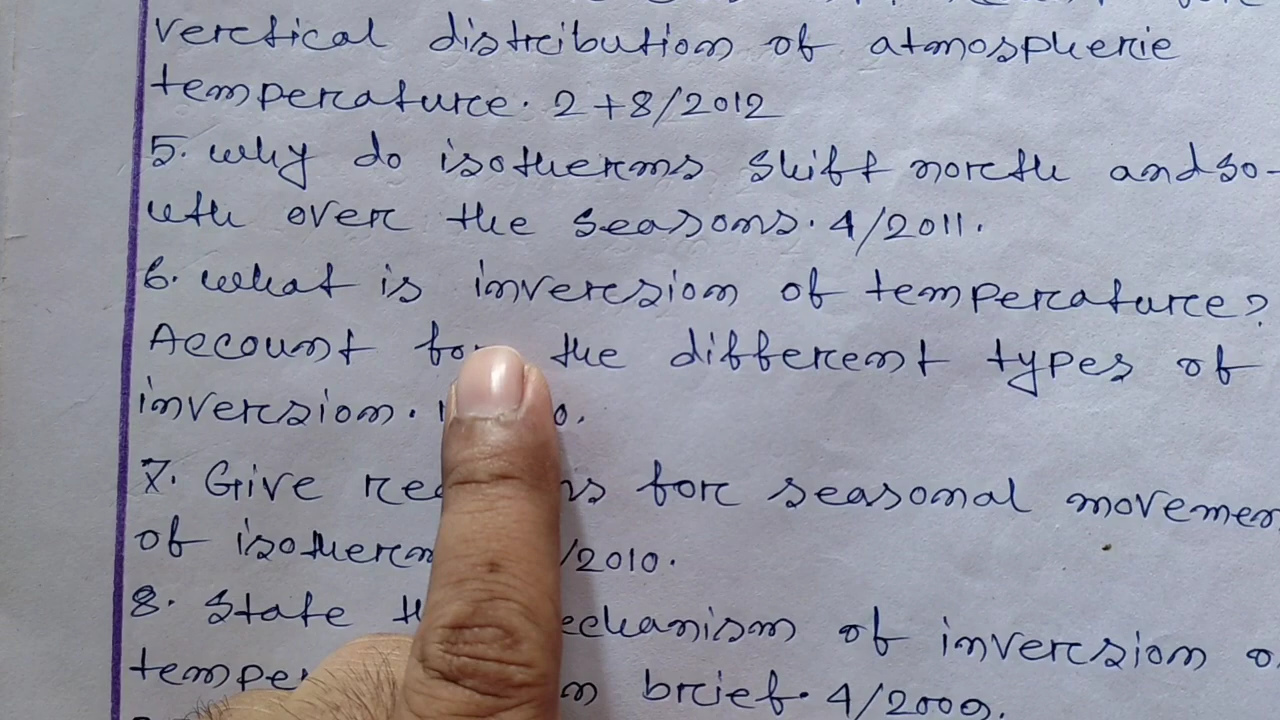 vertical distribution of atmospheric
temperature. 2+8/2012
5. why do isotherms shift north and so-
uth over the seasons. 4/2011.
6. what is inversion of temperature?
Account for the different types of
inversion.
7. Give for seasonal
of /2010.
8. State of inversion
brief. 4/2009.